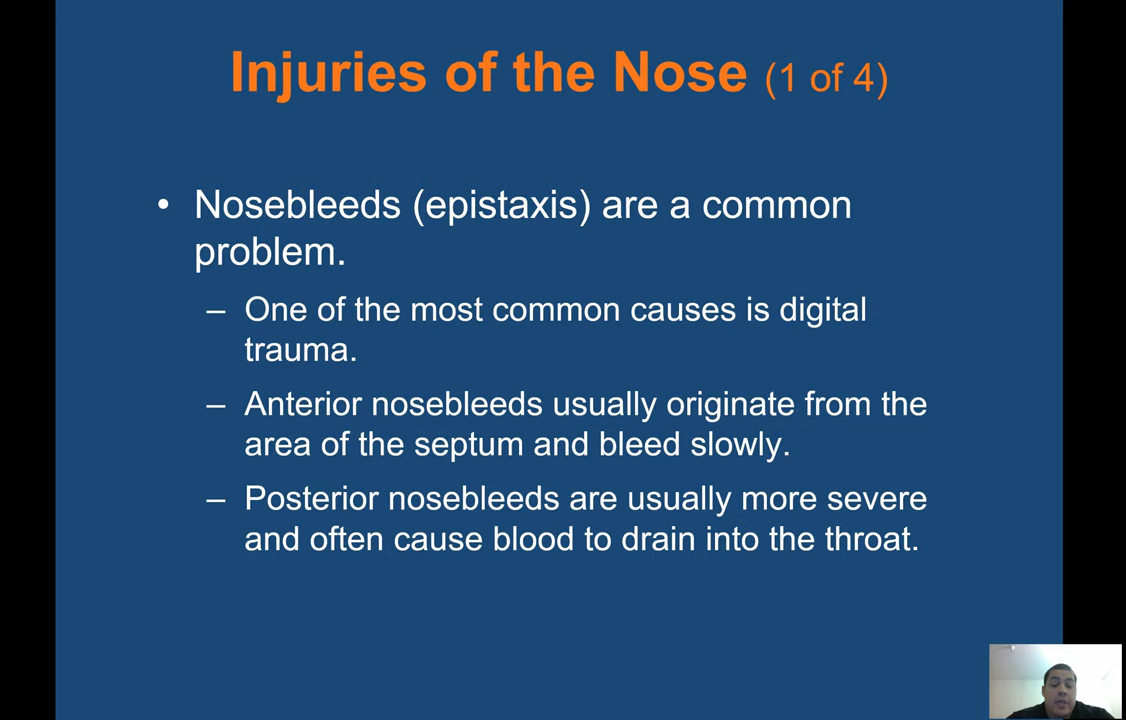 Injuries of the Nose (1 of 4)
• Nosebleeds (epistaxis) are a common
problem.
– One of the most common causes is digital
trauma.
– Anterior nosebleeds usually originate from the
area of the septum and bleed slowly.
– Posterior nosebleeds are usually more severe
and often cause blood to drain into the throat.